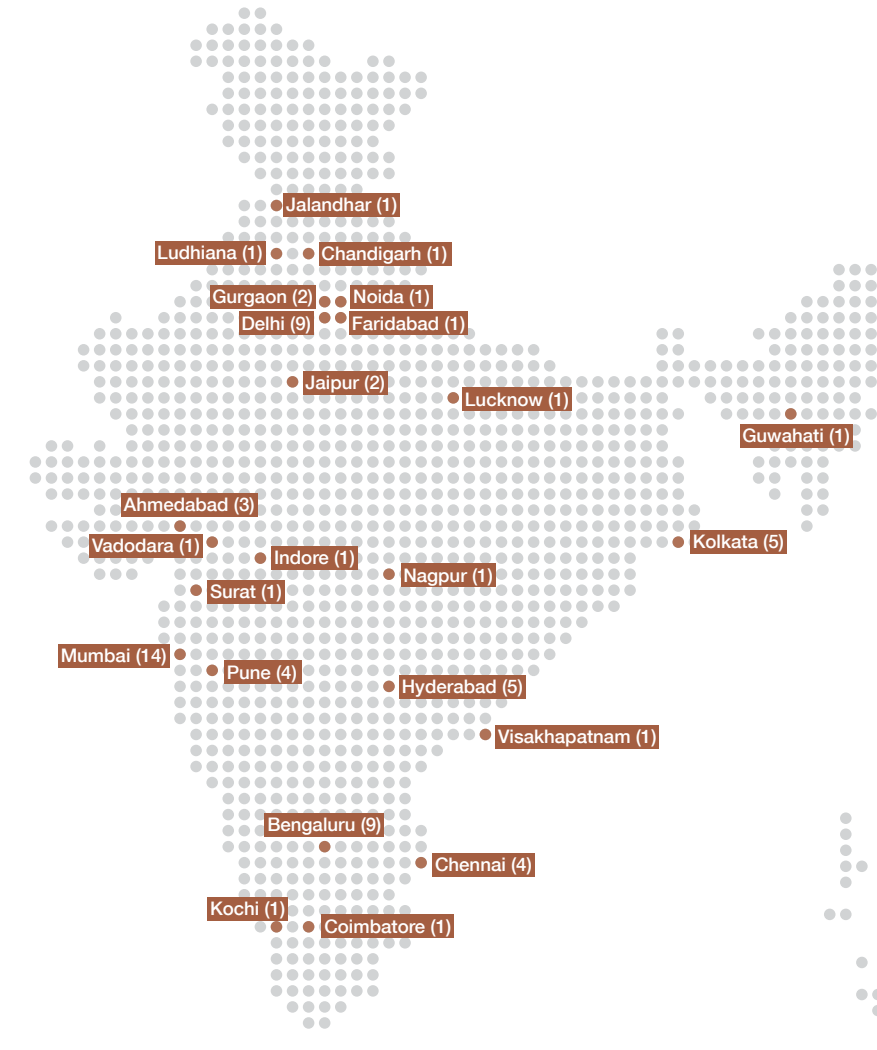 Jalandhar (1)
Ludhiana (1)
Chandigarh (1)
Gurgaon (2)
Noida (1)
Delhi (9)
Faridabad (1)
Jaipur (2)
Lucknow (1)
Guwahati (1)
Ahmedabad (3)
Vadodara (1)
Kolkata (5)
Indore (1)
Nagpur (1)
Surat (1)
Mumbai (14)
Pune (4)
Hyderabad (5)
Visakhapatnam (1)
Bengaluru (9)
Chennai (4)
Kochi (1)
Coimbatore (1)